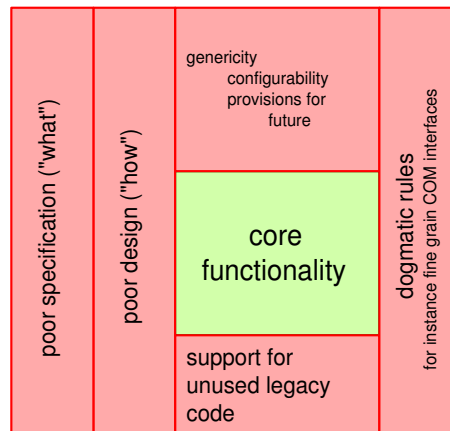 poor specification ("what")
poor design ("how")
genericity
configurability
provisions for
future
core
functionality
support for
unused legacy
code
dogmatic rules
for instance fine grain COM interfaces